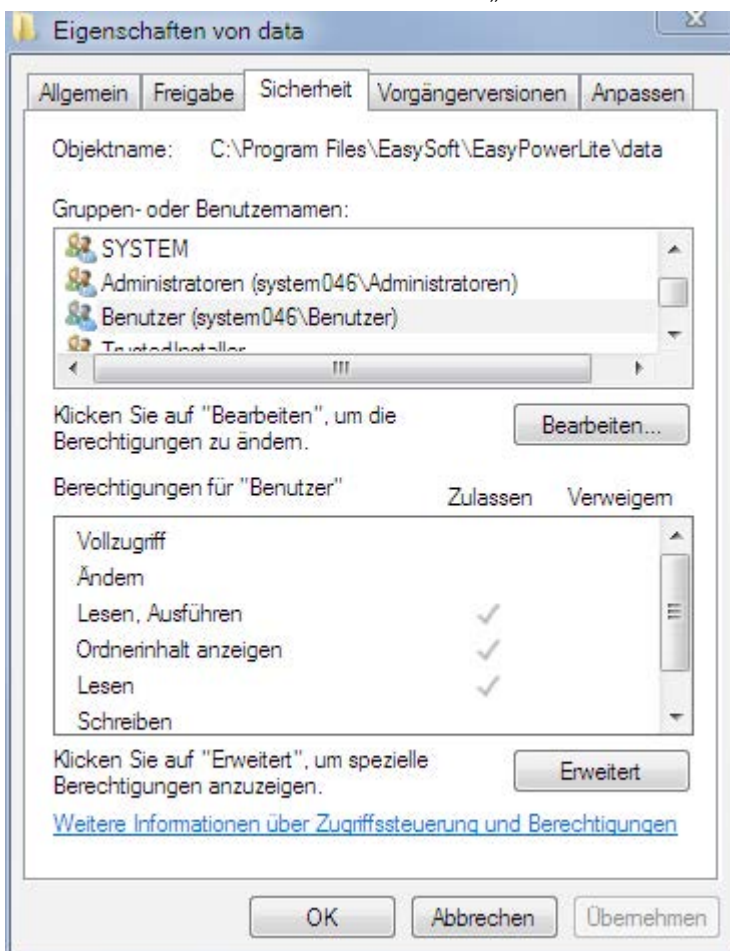 „
Eigenschaften von data
Allgemein Freigabe Sicherheit Vorgängerversionen Anpassen
Objektname: C:\Program Files\EasySoft\EasyPowerLite\data
Gruppen- oder Benutzernamen:
SYSTEM
Administratoren (system046\Administratoren)
Benutzer (system046\Benutzer)
TrustedInstaller
Klicken Sie auf "Bearbeiten", um die
Berechtigungen zu ändern.
Bearbeiten...
Berechtigungen für "Benutzer" Zulassen Verweigern
Vollzugriff
Ändern
Lesen, Ausführen
Ordnerinhalt anzeigen
Lesen
Schreiben
Klicken Sie auf "Erweitert", um spezielle
Berechtigungen anzuzeigen.
Erweitert
Weitere Informationen über Zugriffssteuerung und Berechtigungen
OK Abbrechen Übernehmen